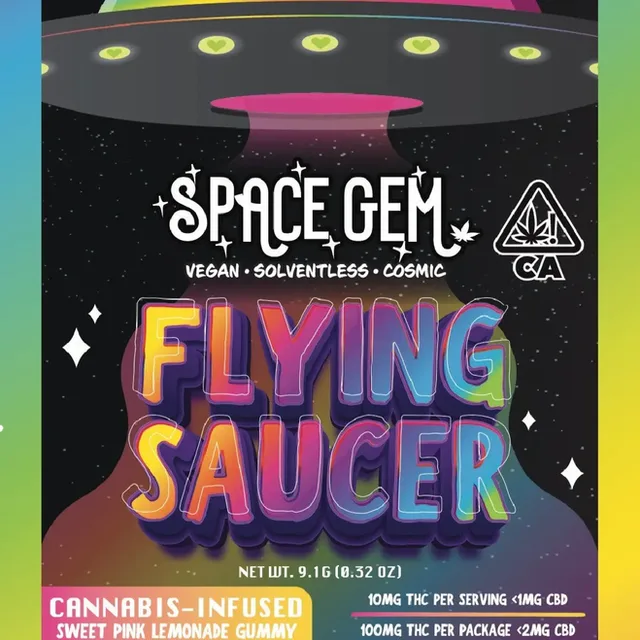 SPACE GEM
VEGAN • SOLVENTLESS • COSMIC
CA
FLYING
SAUCER
NET WT. 9.1G (0.32 OZ)
CANNABIS-INFUSED
SWEET PINK LEMONADE GUMMY
10MG THC PER SERVING <1MG CBD
100MG THC PER PACKAGE <2MG CBD